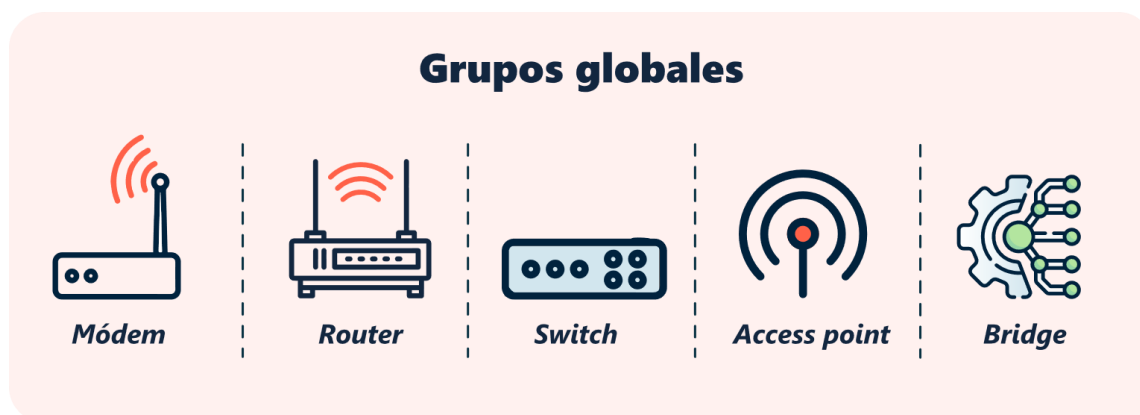 Grupos globales
Módem
Router
Switch
Access point
Bridge